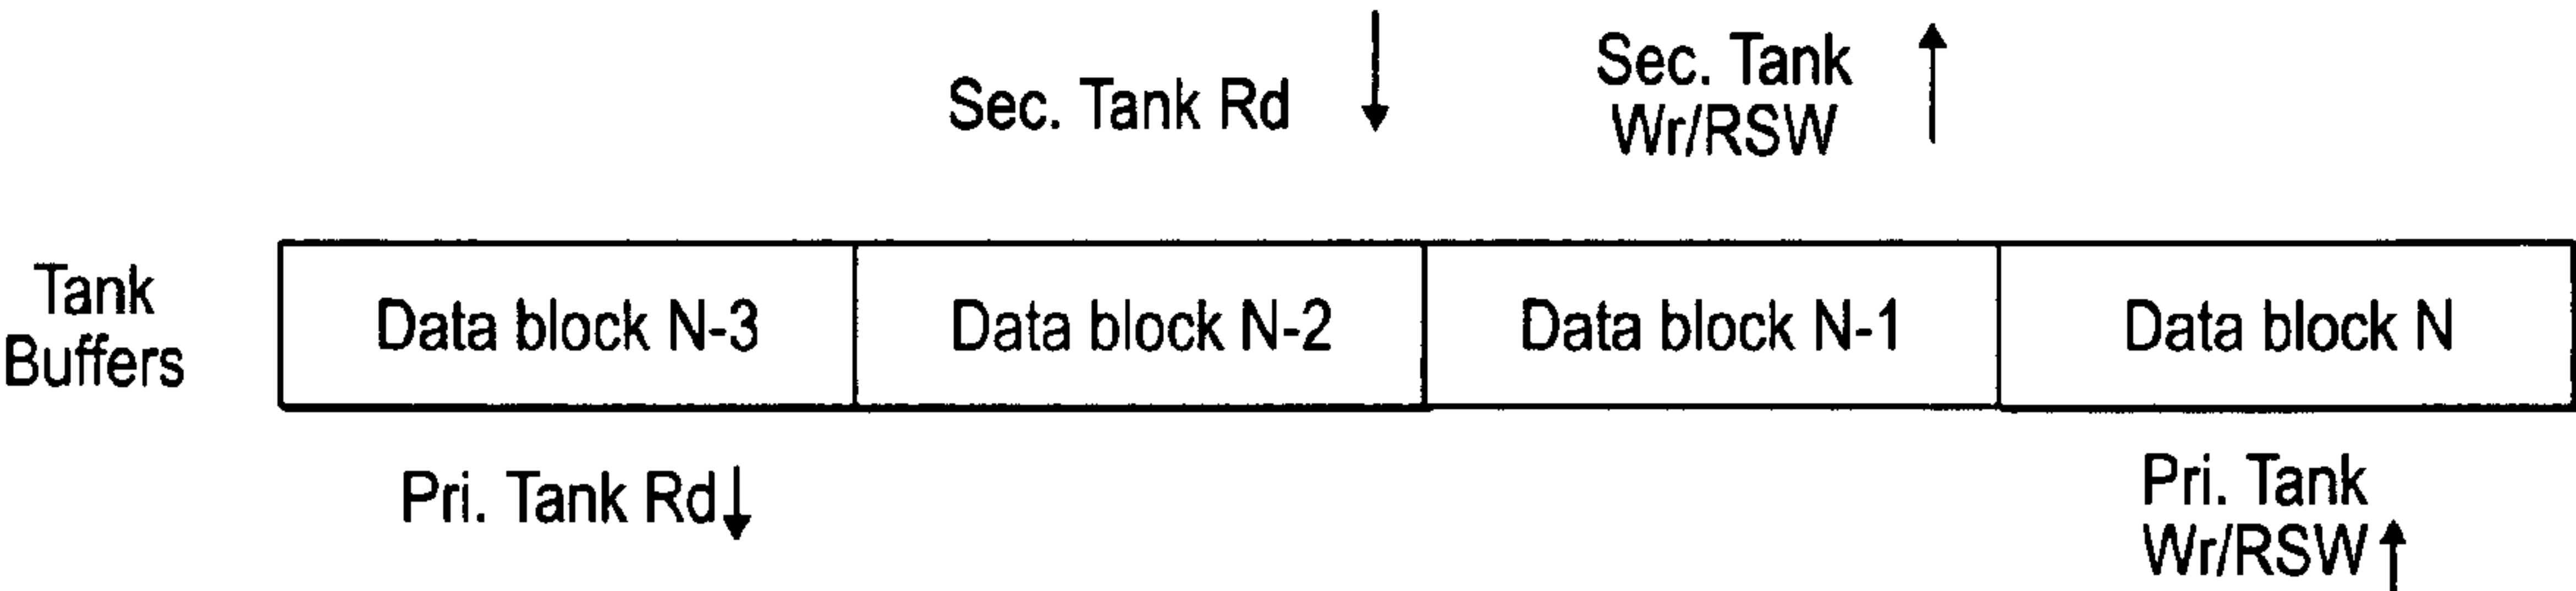 Sec. Tank Rd
Sec. Tank
Wr/RSW
Tank
Buffers
Data block N-3
Data block N-2
Data block N-1
Data block N
Pri. Tank Rd
Pri. Tank
Wr/RSW